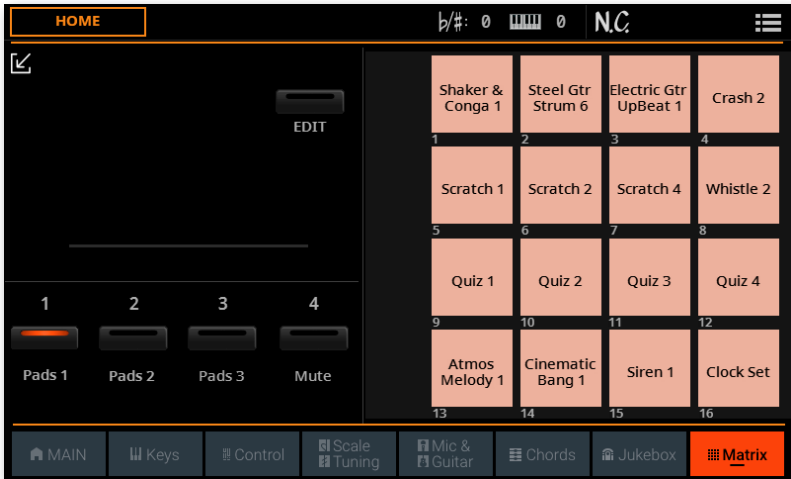 HOME
b/#: 0
0
N.C.
EDIT
1 2 3 4
Pads 1 Pads 2 Pads 3 Mute
Shaker &
Conga 1
1
Steel Gtr
Strum 6
2
Electric Gtr
UpBeat 1
3
Crash 2
4
Scratch 1
5
Scratch 2
6
Scratch 4
7
Whistle 2
8
Quiz 1
9
Quiz 2
10
Quiz 3
11
Quiz 4
12
Atmos
Melody 1
13
Cinematic
Bang 1
14
Siren 1
15
Clock Set
16
MAIN
Keys
Control
Scale
Tuning
Mic &
Guitar
Chords
Jukebox
Matrix